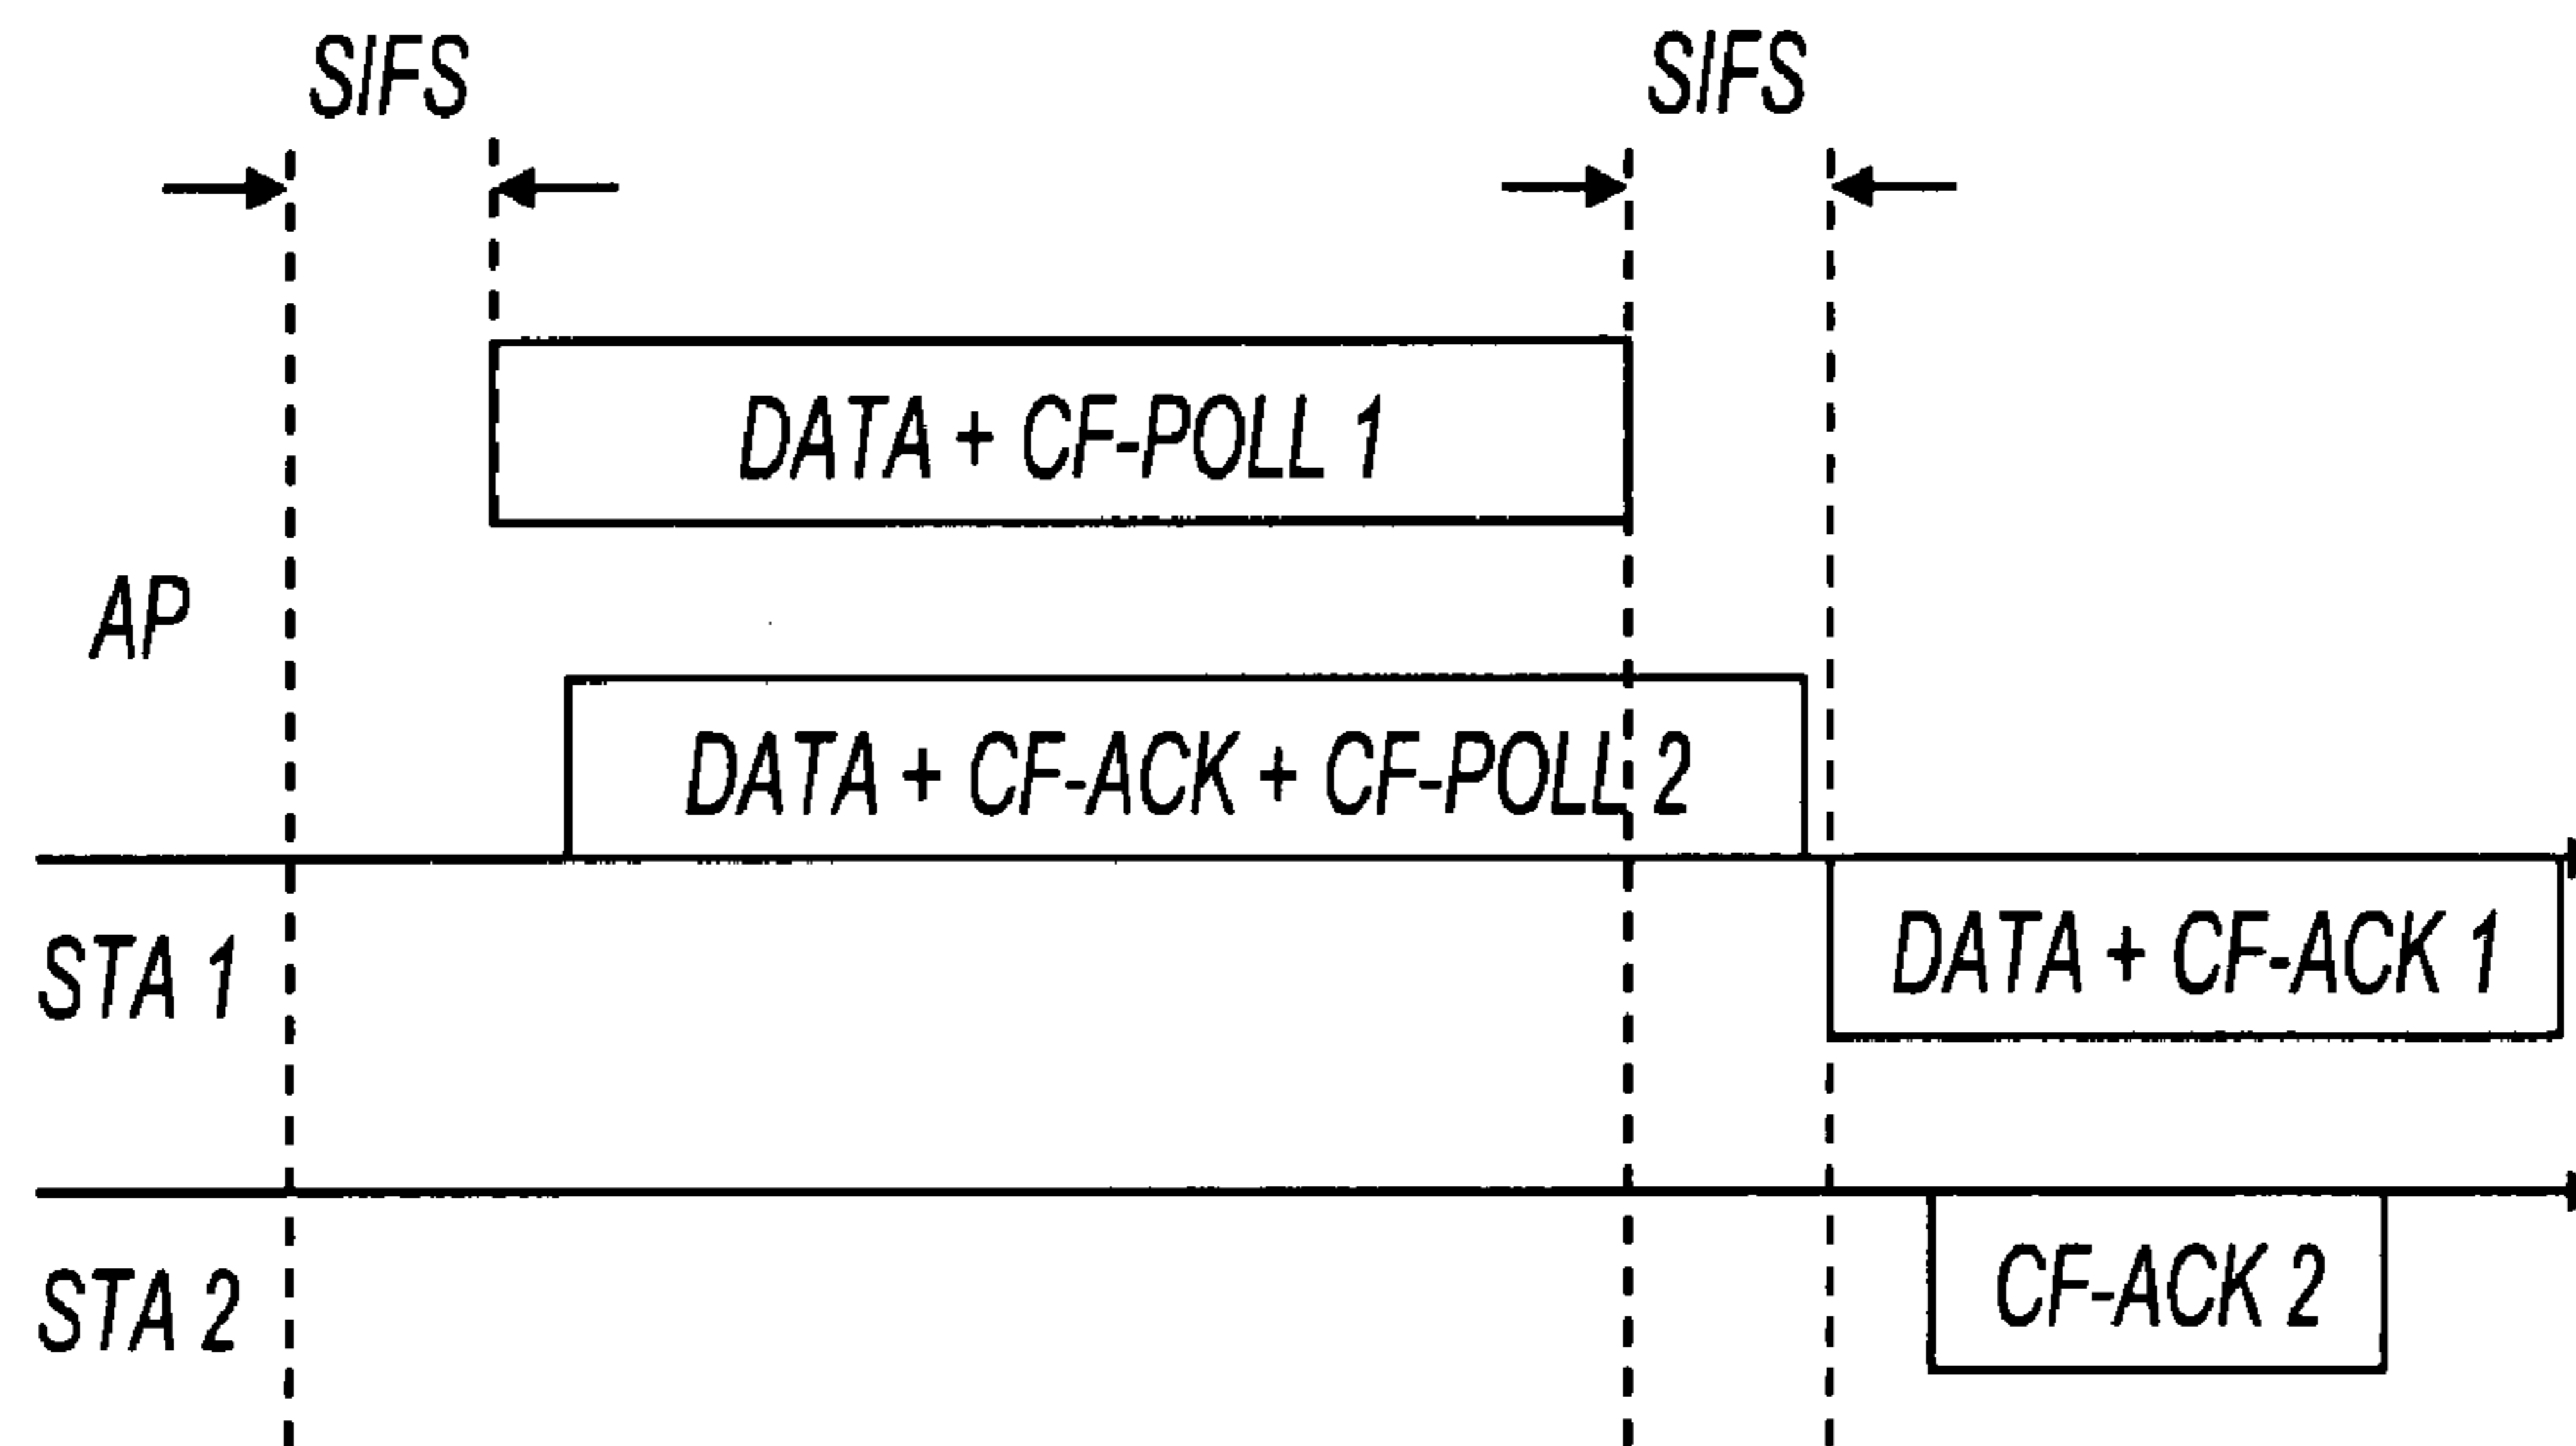 SIFS
SIFS
DATA + CF-POLL 1
AP
DATA + CF-ACK + CF-POLL 2
STA 1
DATA + CF-ACK 1
STA 2
CF-ACK 2